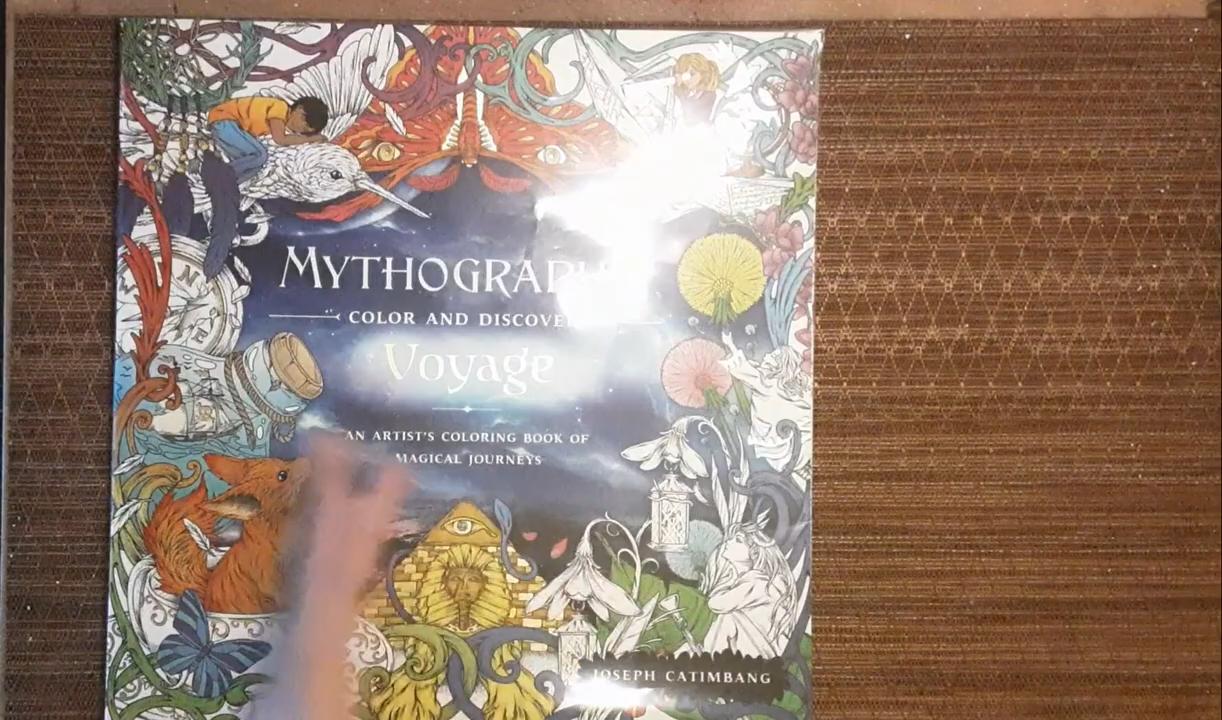 MYTHOGRAP
COLOR AND DISCOVE
Voyage
AN ARTIST'S COLORING BOOK OF
MAGICAL JOURNEYS
N
E
JOSEPH CATIMBANG